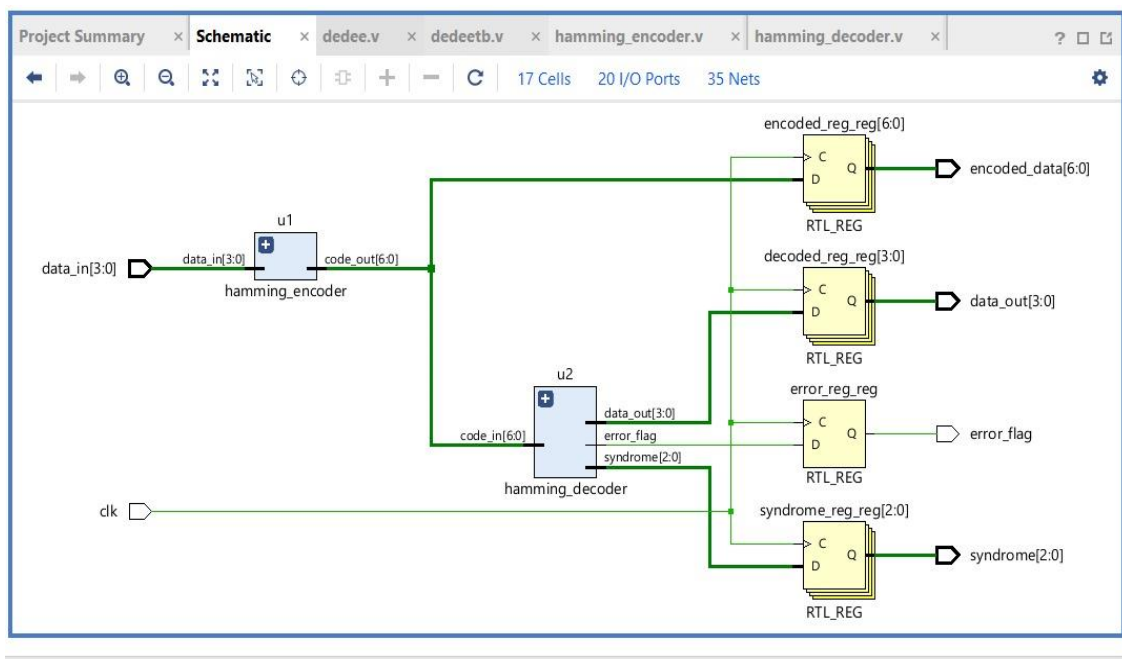 Project Summary × Schematic × dedee.v × dedeetb.v × hamming_encoder.v × hamming_decoder.v × ?
17 Cells 20 I/O Ports 35 Nets
encoded_reg_reg[6:0]
C
D
Q
encoded_data[6:0]
RTL_REG
u1
data_in[3:0]
data_in[3:0]
code_out[6:0]
hamming_encoder
decoded_reg_reg[3:0]
C
D
Q
data_out[3:0]
RTL_REG
u2
code_in[6:0]
data_out[3:0]
error_flag
syndrome[2:0]
hamming_decoder
error_reg_reg
C
D
Q
error_flag
RTL_REG
clk
syndrome_reg_reg[2:0]
C
D
Q
syndrome[2:0]
RTL_REG